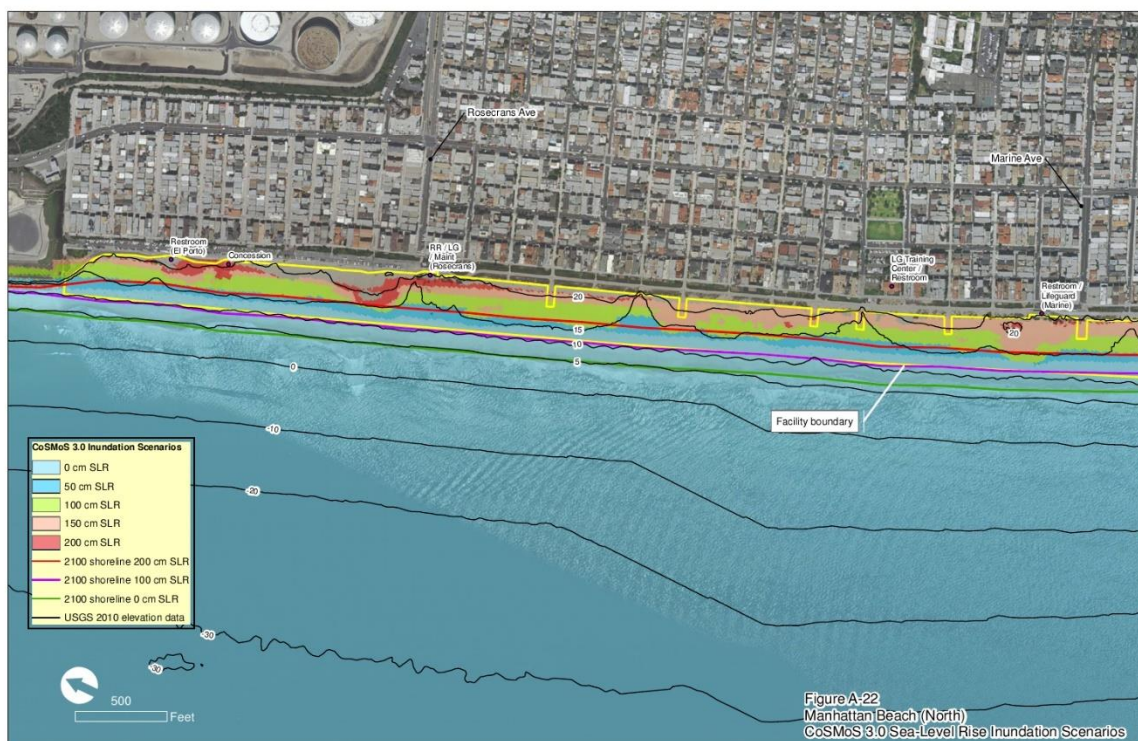 Rosecrans Ave
Marine Ave
Restroom
(El Porto)
Concession
RR / LG
/ Maint
(Rosecrans)
LG Training
Center /
Restroom
Restroom /
Lifeguard
(Marine)
20
20
15
10
5
0
-10
-20
-30
-30
Facility boundary
CoSMoS 3.0 Inundation Scenarios
0 cm SLR
50 cm SLR
100 cm SLR
150 cm SLR
200 cm SLR
2100 shoreline 200 cm SLR
2100 shoreline 100 cm SLR
2100 shoreline 0 cm SLR
USGS 2010 elevation data
500
Feet
Figure A-22
Manhattan Beach (North)
CoSMoS 3.0 Sea-Level Rise Inundation Scenarios